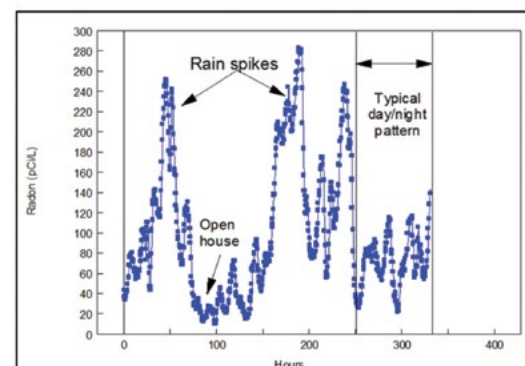 300
280
260
240
220
200
180
160
140
120
100
80
60
40
20
0
Radon (pCi/L)
Rain spikes
Typical
day/night
pattern
Open
house
0
100
200
300
400
Hours